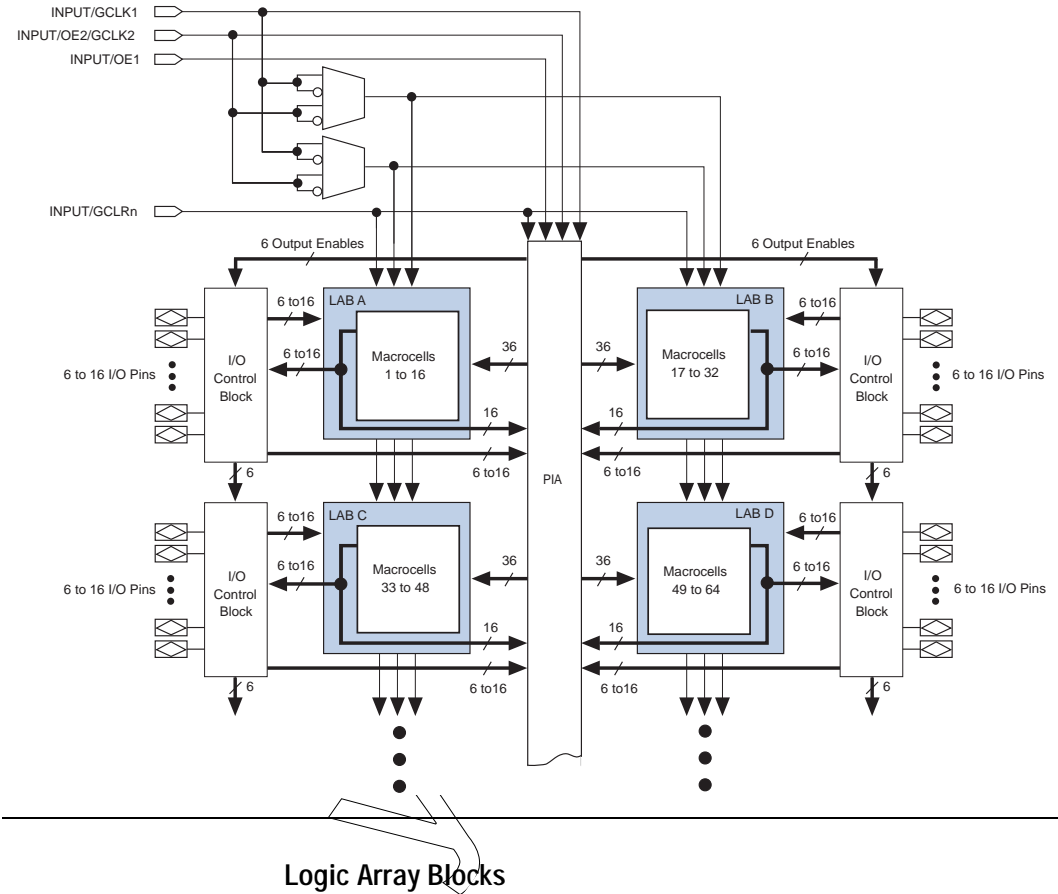 INPUT/GCLK1
INPUT/OE2/GCLK2
INPUT/OE1
INPUT/GCLRn
6 Output Enables
6 Output Enables
LAB A
LAB B
6 to16
6 to16
6 to16
6 to16
36
36
I/O
Control
Block
Macrocells
1 to 16
Macrocells
17 to 32
I/O
Control
Block
6 to 16 I/O Pins
6 to 16 I/O Pins
16
16
6 to16
6 to16
6
6
PIA
LAB C
LAB D
6 to16
6 to16
6 to16
6 to16
36
36
I/O
Control
Block
Macrocells
33 to 48
Macrocells
49 to 64
I/O
Control
Block
6 to 16 I/O Pins
6 to 16 I/O Pins
16
16
6 to16
6 to16
6
6
Logic Array Blocks